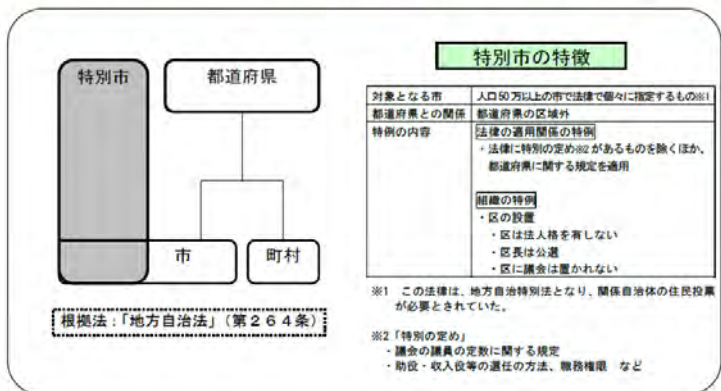 特別市
都道府県
市
町村
根拠法：「地方自治法」（第２６４条）
特別市の特徴
対象となる市 人口50万以上の市で法律で個々に指定するもの※1
都道府県との関係 都道府県の区域外
特例の内容 法律の適用関係の特例
・法律に特別の定め※2があるものを除くほか、
都道府県に関する規定を適用
組織の特例
・区の設置
・区は法人格を有しない
・区長は公選
・区に議会は置かれない
※1　この法律は、地方自治特別法となり、関係自治体の住民投票
が必要とされていた。
※2「特別の定め」
・議会の議員の定数に関する規定
・助役・収入役等の選任の方法、職務権限　など